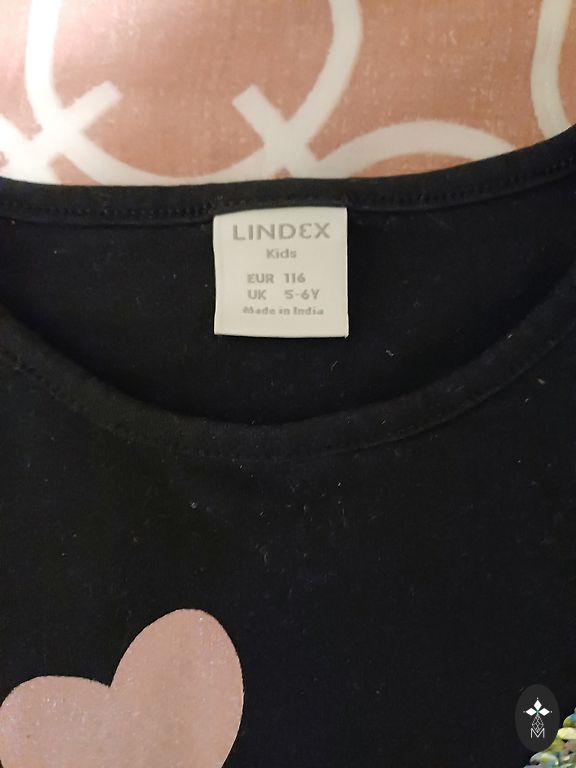 LINDEX
Kids
EUR 116
UK 5-6Y
Made in India
M